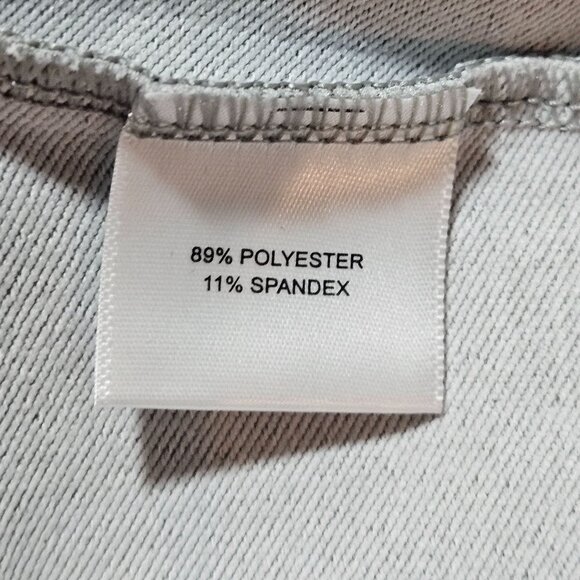 89% POLYESTER
11% SPANDEX